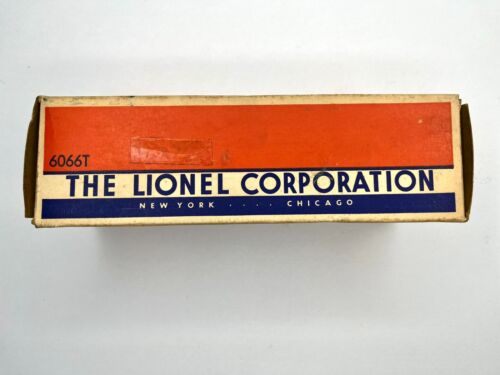 6066T
THE LIONEL CORPORATION
NEW YORK .... CHICAGO